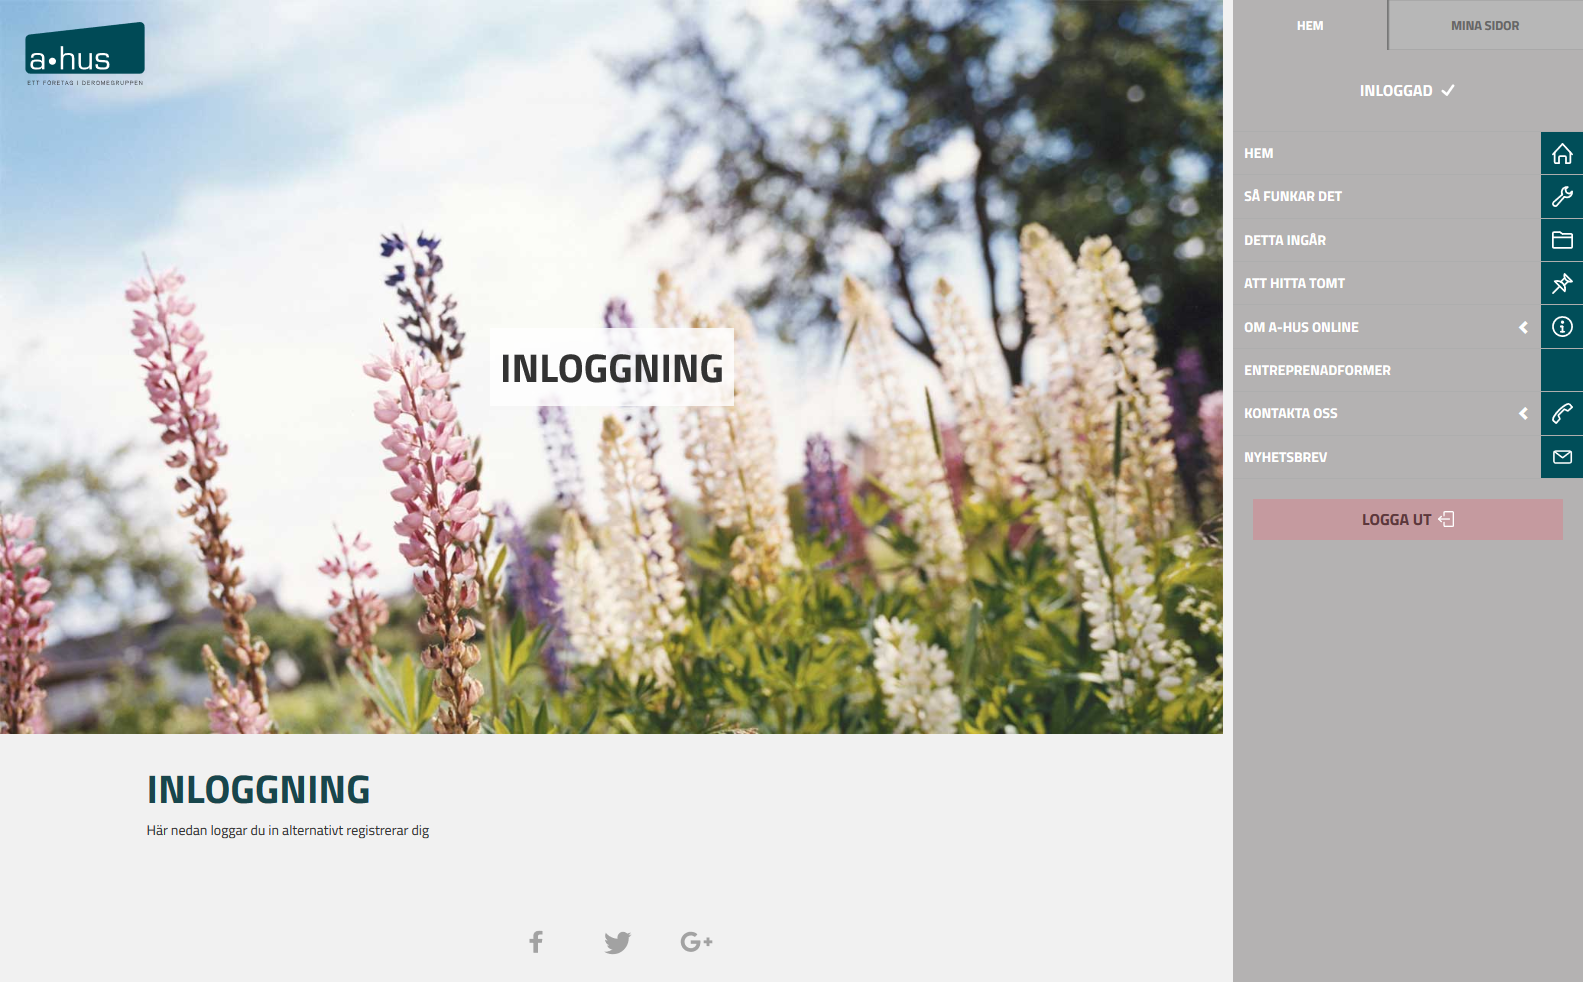 a•hus
ETT FÖRETAG I DEROMEGRUPPEN
INLOGGNING
HEM
MINA SIDOR
INLOGGAD
HEM
SÅ FUNKAR DET
DETTA INGÅR
ATT HITTA TOMT
OM A-HUS ONLINE
ENTREPRENADFORMER
KONTAKTA OSS
NYHETSBREV
LOGGA UT
INLOGGNING
Här nedan loggar du in alternativt registrerar dig
f
G+